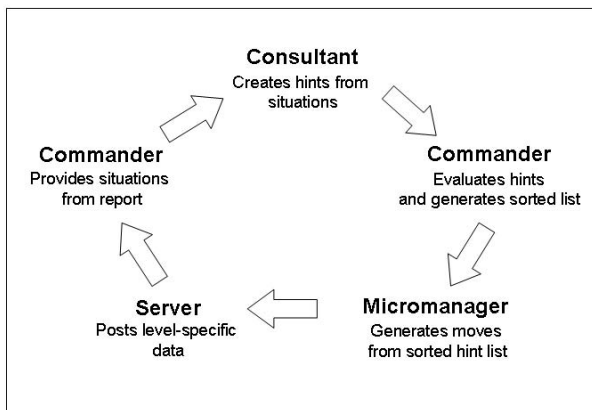 Consultant
Creates hints from
situations
Commander
Provides situations
from report
Commander
Evaluates hints
and generates sorted list
Server
Posts level-specific
data
Micromanager
Generates moves
from sorted hint list